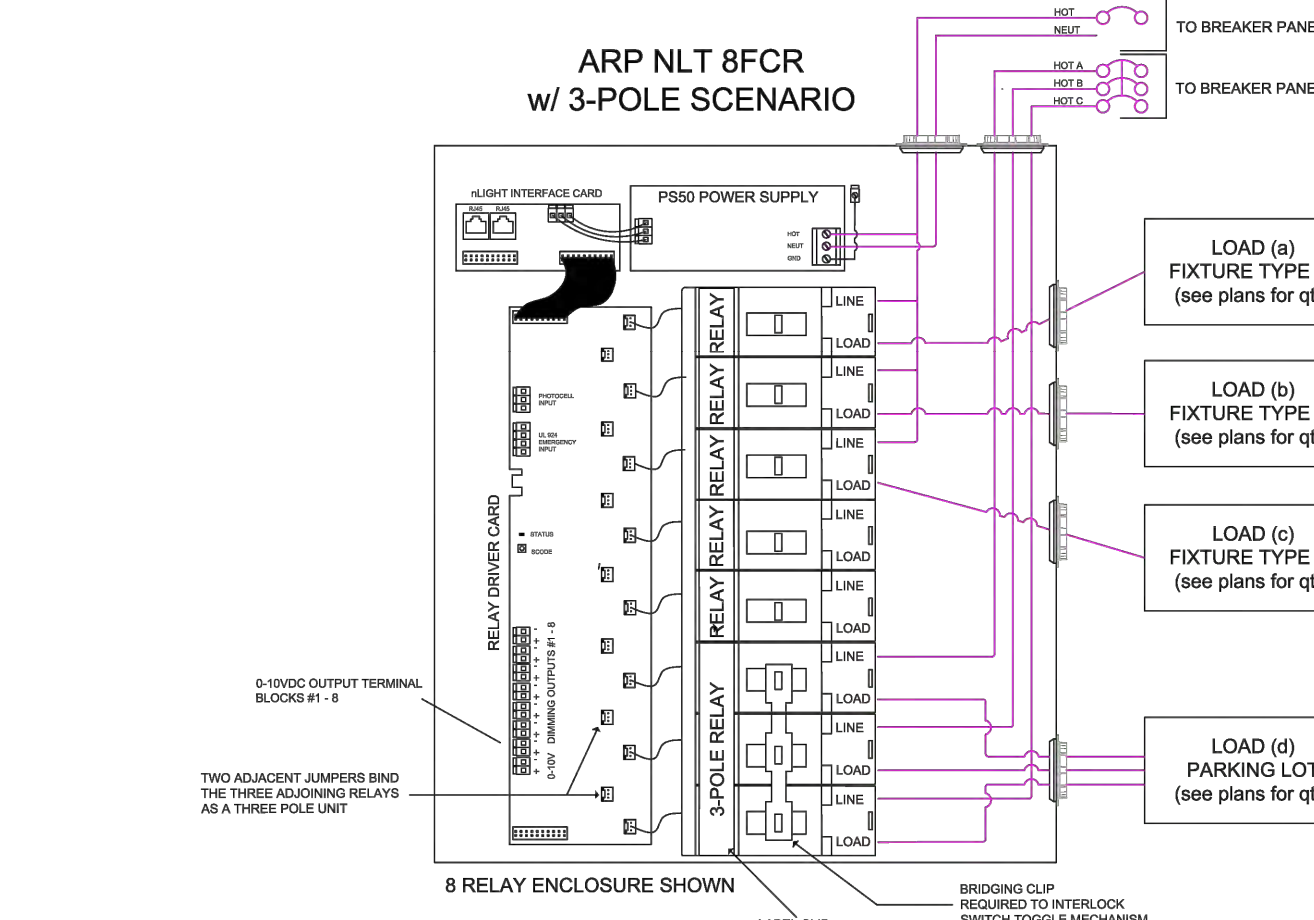 ARP NLT 8FCR
w/ 3-POLE SCENARIO
HOT
NEUT
TO BREAKER PANE
HOT A
HOT B
HOT C
TO BREAKER PANE
nLIGHT INTERFACE CARD
RJ45 RJ45
PS50 POWER SUPPLY
HOT
NEUT
GND
RELAY
LINE
LOAD
RELAY
LINE
LOAD
RELAY
LINE
LOAD
RELAY
LINE
LOAD
RELAY
LINE
LOAD
3-POLE RELAY
LINE
LOAD
LINE
LOAD
LINE
LOAD
LOAD (a)
FIXTURE TYPE
(see plans for qt
LOAD (b)
FIXTURE TYPE
(see plans for qt
LOAD (c)
FIXTURE TYPE
(see plans for qt
LOAD (d)
PARKING LOT
(see plans for qt
PHOTOCELL
INPUT
UL 924
EMERGENCY
INPUT
STATUS
SCODE
RELAY DRIVER CARD
0-10V DIMMING OUTPUTS #1 - 8
- + - + - + - + - + - + - + - +
0-10VDC OUTPUT TERMINAL
BLOCKS #1 - 8
TWO ADJACENT JUMPERS BIND
THE THREE ADJOINING RELAYS
AS A THREE POLE UNIT
8 RELAY ENCLOSURE SHOWN
BRIDGING CLIP
REQUIRED TO INTERLOCK
SWITCH TOGGLE MECHANISM